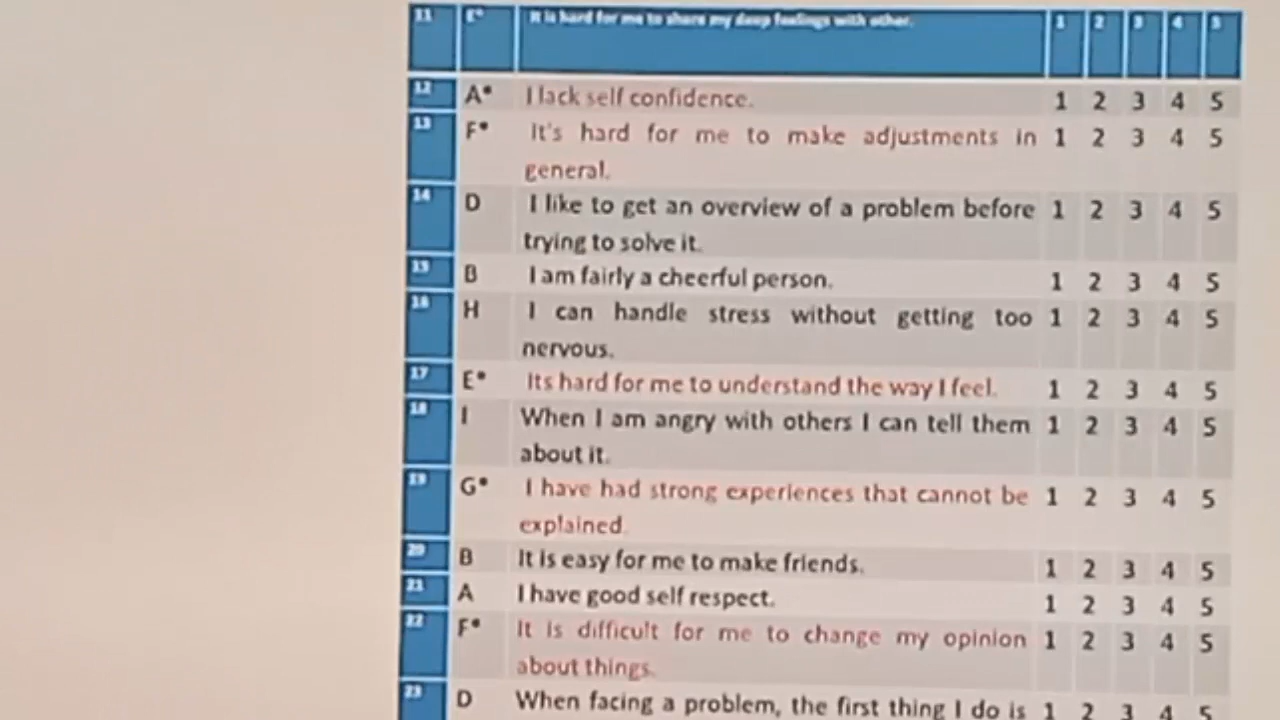 11 E* It is hard for me to share my deep feelings with other. 1 2 3 4 5
12 A* I lack self confidence. 1 2 3 4 5
13 F* It's hard for me to make adjustments in 1 2 3 4 5
general.
14 D I like to get an overview of a problem before 1 2 3 4 5
trying to solve it.
15 B I am fairly a cheerful person. 1 2 3 4 5
16 H I can handle stress without getting too 1 2 3 4 5
nervous.
17 E* Its hard for me to understand the way I feel. 1 2 3 4 5
18 I When I am angry with others I can tell them 1 2 3 4 5
about it.
19 G* I have had strong experiences that cannot be 1 2 3 4 5
explained.
20 B It is easy for me to make friends. 1 2 3 4 5
21 A I have good self respect. 1 2 3 4 5
22 F* It is difficult for me to change my opinion 1 2 3 4 5
about things.
23 D When facing a problem, the first thing I do is 1 2 3 4 5